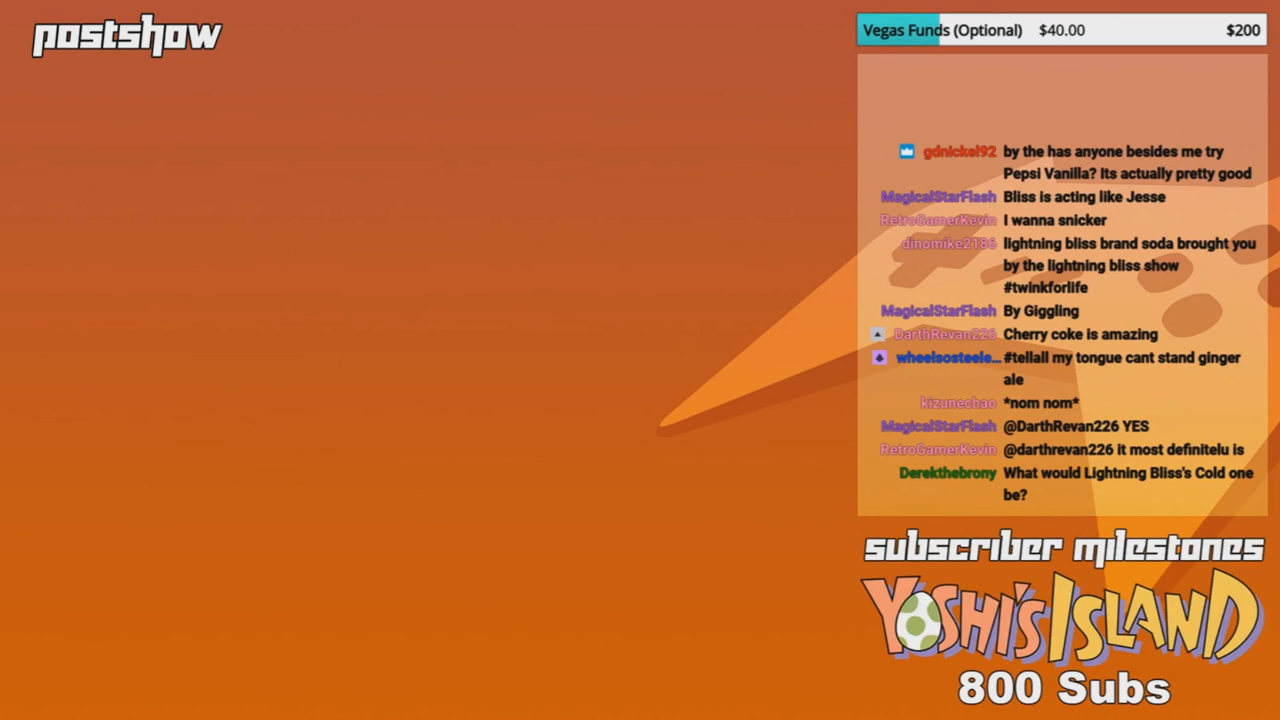 postshow
Vegas Funds (Optional) $40.00 $200
gdnickel92 by the has anyone besides me try
Pepsi Vanilla? Its actually pretty good
MagicalStarFlash Bliss is acting like Jesse
RetroGamerKevin I wanna snicker
dinomike2186 lightning bliss brand soda brought you
by the lightning bliss show
#twinkforlife
MagicalStarFlash By Giggling
DarthRevan226 Cherry coke is amazing
wheelsosteele... #tellall my tongue cant stand ginger
ale
kizunechao *nom nom*
MagicalStarFlash @DarthRevan226 YES
RetroGamerKevin @darthrevan226 it most definitelu is
Derekthebrony What would Lightning Bliss's Cold one
be?
subscriber milestones
YOSHI'S ISLAND
800 Subs